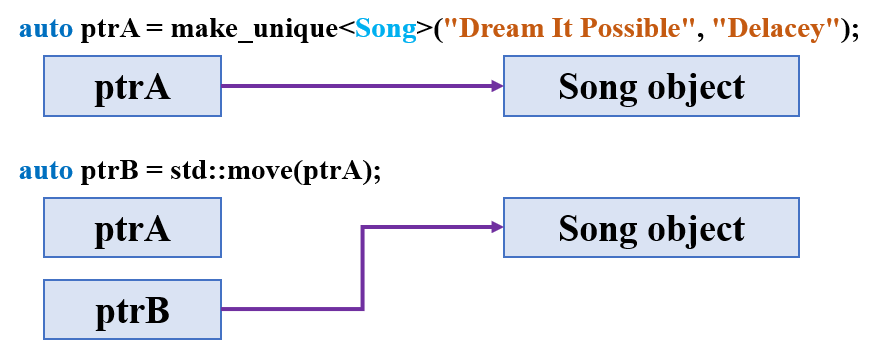 auto ptrA = make_unique<Song>("Dream It Possible", "Delacey");
ptrA Song object
auto ptrB = std::move(ptrA);
ptrA Song object
ptrB